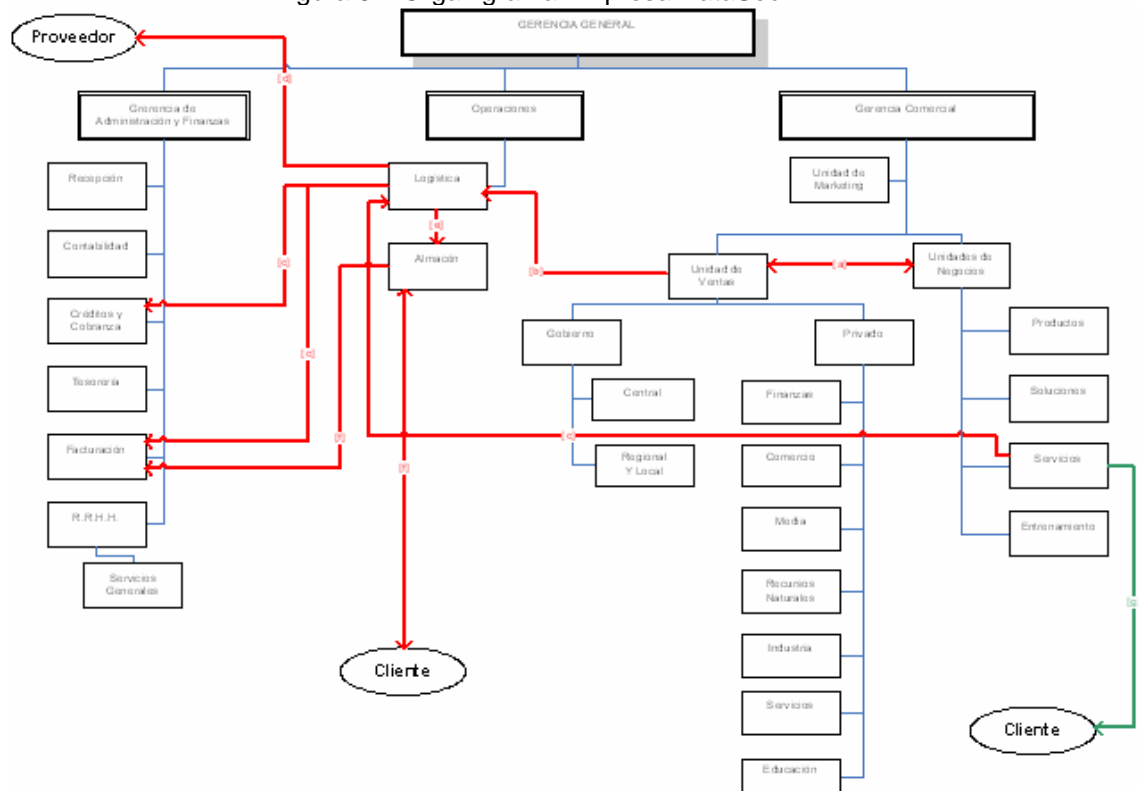 GERENCIA GENERAL
Proveedor
Grerencia de
Administración y Finanzas
Operaciones
Gerencia Comercial
Recepción
Logística
Unidad de
Marketing
Contabilidad
Almacén
Unidad de
Ventas
Unidades de
Negocios
Créditos y
Cobranza
Gobierno
Privado
Productos
Tesorería
Central
Finanzas
Soluciones
Facturación
Regional
Y Local
Comercio
Servicios
R.R.H.H.
Media
Entrenamiento
Servicios
Generales
Recursos
Naturales
Industria
Cliente
Servicios
Cliente
Educación
[b]
[a]